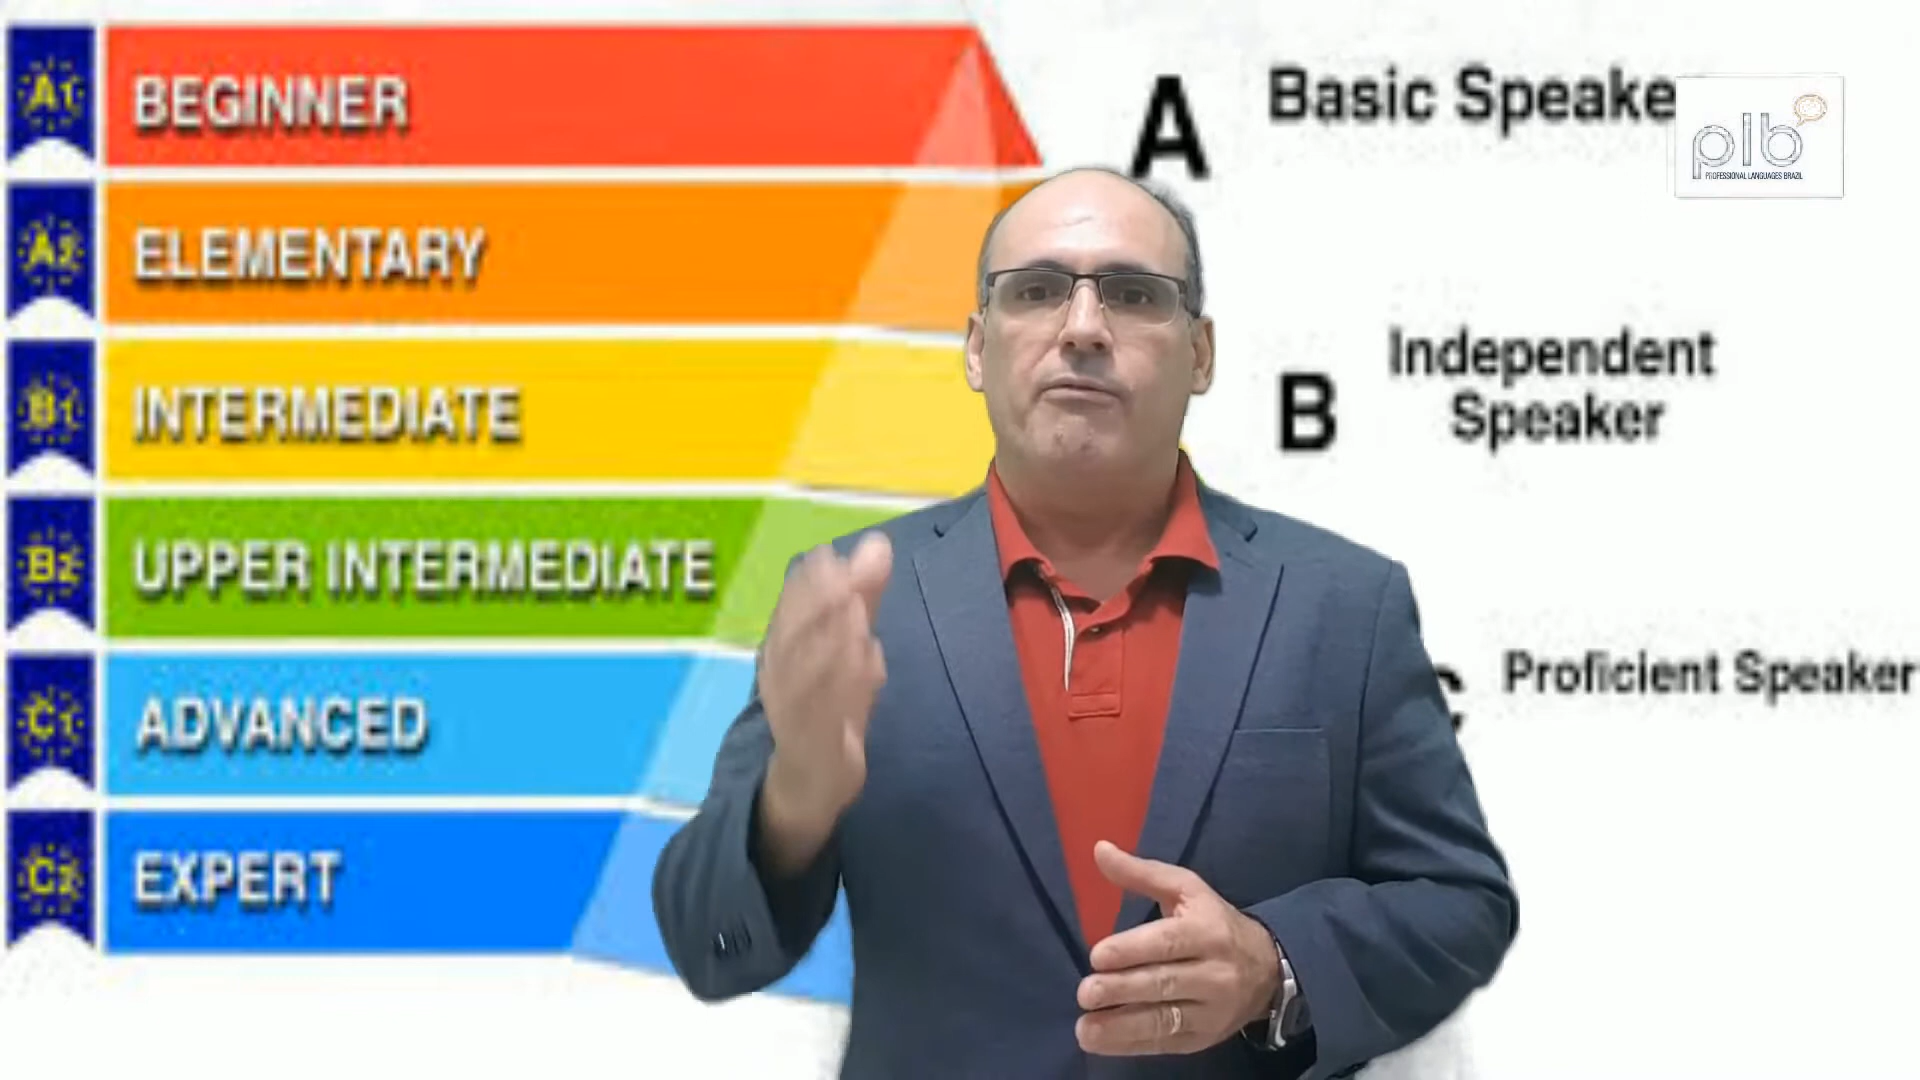 A1 BEGINNER
A2 ELEMENTARY
B1 INTERMEDIATE
B2 UPPER INTERMEDIATE
C1 ADVANCED
C2 EXPERT
A Basic Speake
B Independent
Speaker
C Proficient Speaker
plb
PROFESSIONAL LANGUAGES BRAZIL